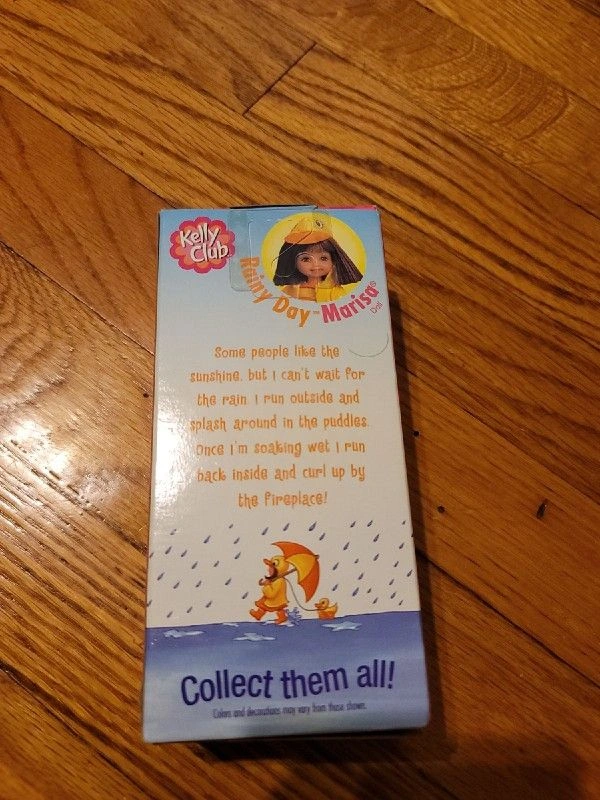 Kelly
Club
Rainy Day™ Marisa®
Doll
Some people like the
sunshine, but I can't wait for
the rain I run outside and
splash around in the puddles.
Once I'm soaking wet I run
back inside and curl up by
the fireplace!
Collect them all!
Colors and decorations may vary from those shown.